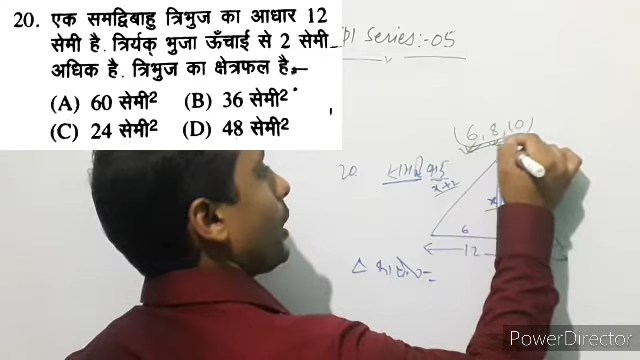 20. एक समद्विबाहु त्रिभुज का आधार 12
सेमी है. त्रिर्यक् भुजा ऊँचाई से 2 सेमी
अधिक है. त्रिभुज का क्षेत्रफल है,–
(A) 60 सेमी² (B) 36 सेमी²
(C) 24 सेमी² (D) 48 सेमी²
Series:-05
(6, 8, 10)
20.
x+2
x
6
12
Δ का =
PowerDirector